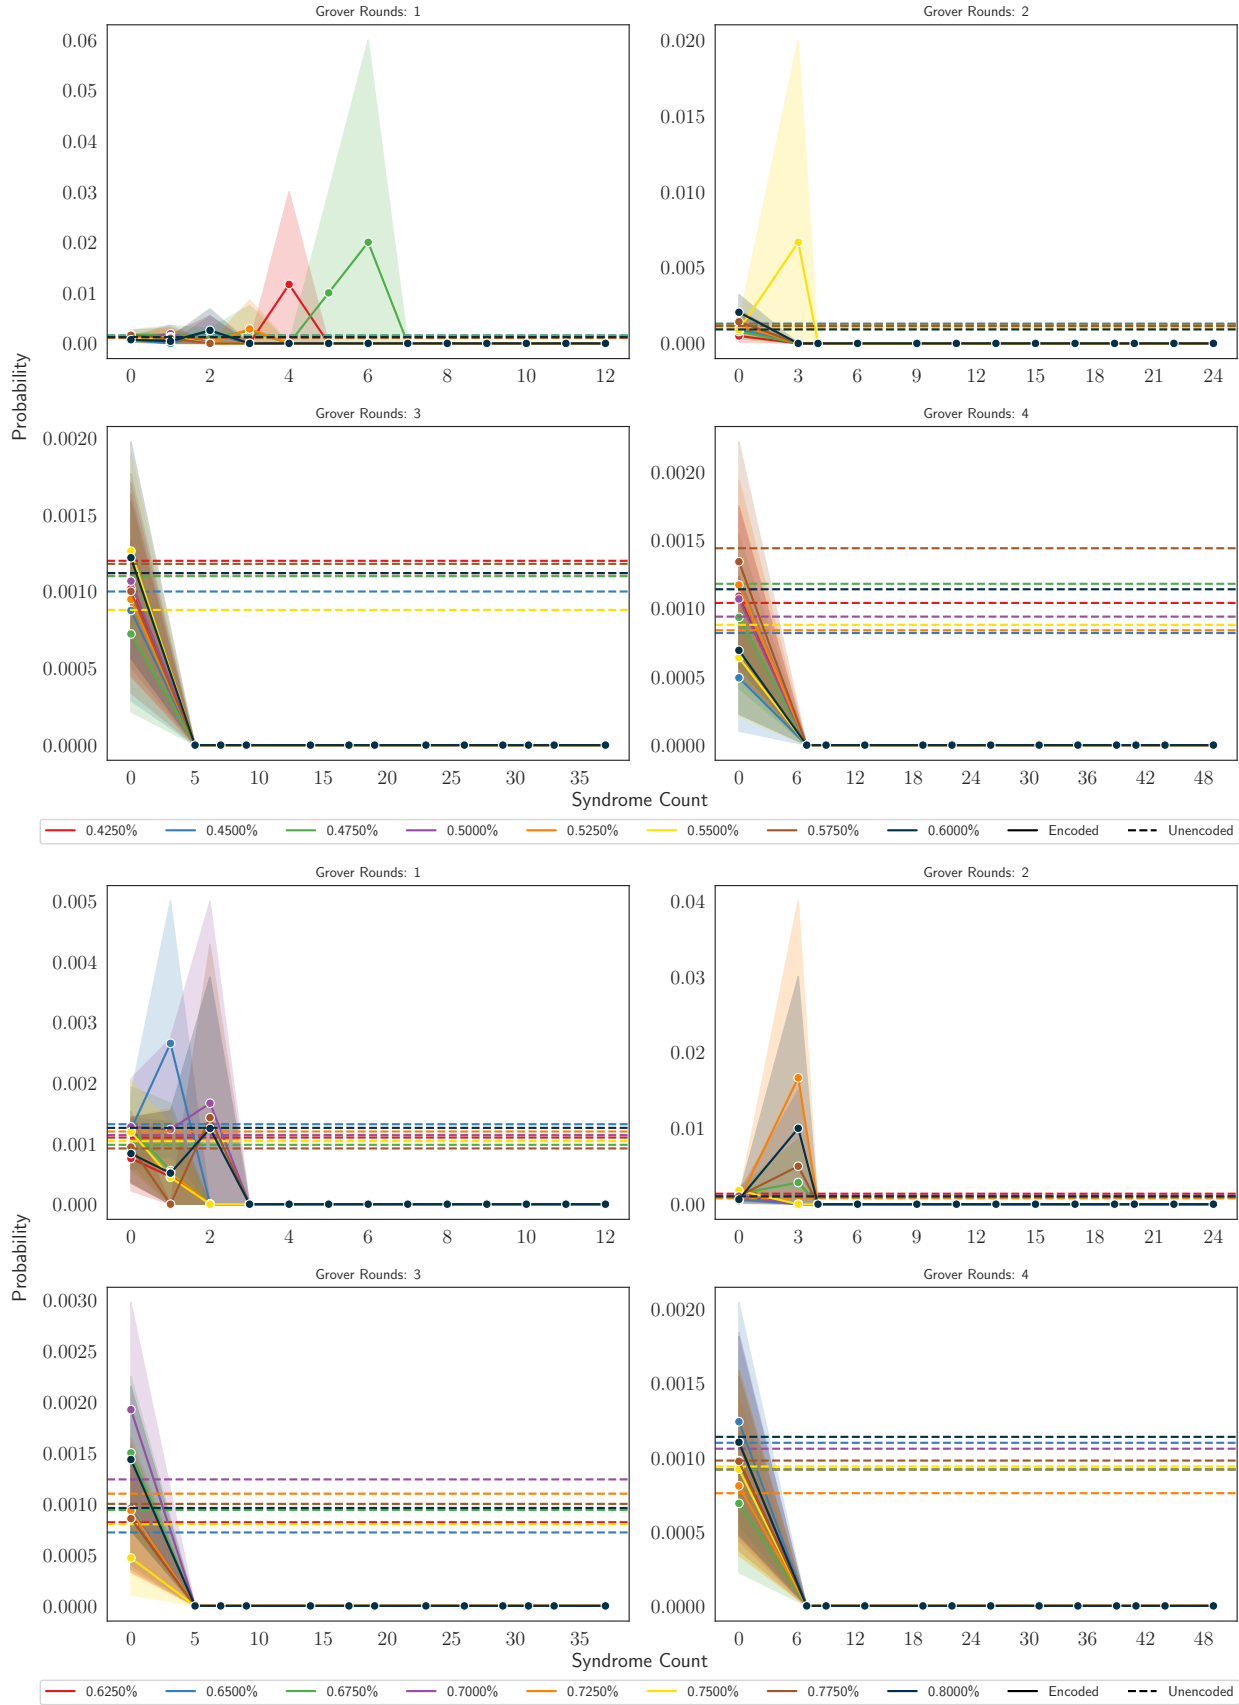 Grover Rounds: 1
Grover Rounds: 2
0.06
0.05
0.04
0.03
0.02
0.01
0.00
0 2 4 6 8 10 12
0.020
0.015
0.010
0.005
0.000
0 3 6 9 12 15 18 21 24
Probability
Grover Rounds: 3
Grover Rounds: 4
0.0020
0.0015
0.0010
0.0005
0.0000
0 5 10 15 20 25 30 35
0.0020
0.0015
0.0010
0.0005
0.0000
0 6 12 18 24 30 36 42 48
Syndrome Count
0.4250% 0.4500% 0.4750% 0.5000% 0.5250% 0.5500% 0.5750% 0.6000% Encoded Unencoded
Grover Rounds: 1
Grover Rounds: 2
0.005
0.004
0.003
0.002
0.001
0.000
0 2 4 6 8 10 12
0.04
0.03
0.02
0.01
0.00
0 3 6 9 12 15 18 21 24
Probability
Grover Rounds: 3
Grover Rounds: 4
0.0030
0.0025
0.0020
0.0015
0.0010
0.0005
0.0000
0 5 10 15 20 25 30 35
0.0020
0.0015
0.0010
0.0005
0.0000
0 6 12 18 24 30 36 42 48
Syndrome Count
0.6250% 0.6500% 0.6750% 0.7000% 0.7250% 0.7500% 0.7750% 0.8000% Encoded Unencoded